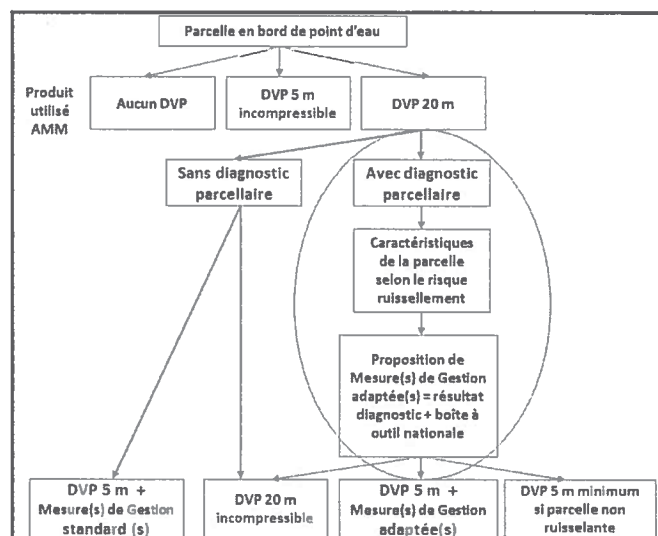 Parcelle en bord de point d'eau
Produit
utilisé
AMM
Aucun DVP
DVP 5 m
incompressible
DVP 20 m
Sans diagnostic
parcellaire
Avec diagnostic
parcellaire
Caractéristiques
de la parcelle
selon le risque
ruissellement
Proposition de
Mesure(s) de Gestion
adaptée(s) = résultat
diagnostic + boîte à
outil nationale
DVP 5 m +
Mesure(s) de Gestion
standard (s)
DVP 20 m
incompressible
DVP 5 m +
Mesure(s) de Gestion
adaptée(s)
DVP 5 m minimum
si parcelle non
ruisselante